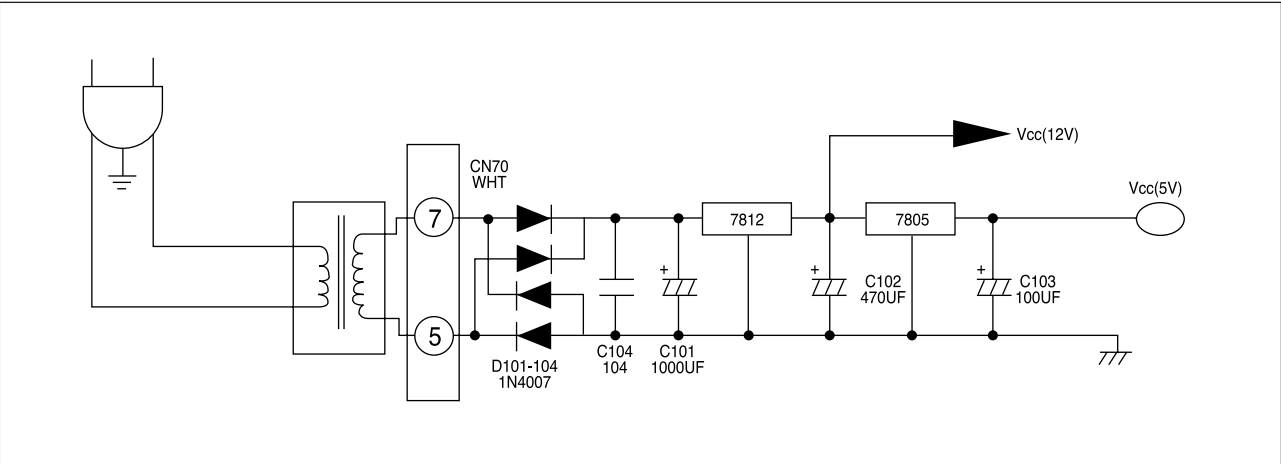 CN70
WHT
7
5
D101-104
1N4007
C104
104
C101
1000UF
+
7812
+
C102
470UF
7805
+
C103
100UF
Vcc(12V)
Vcc(5V)